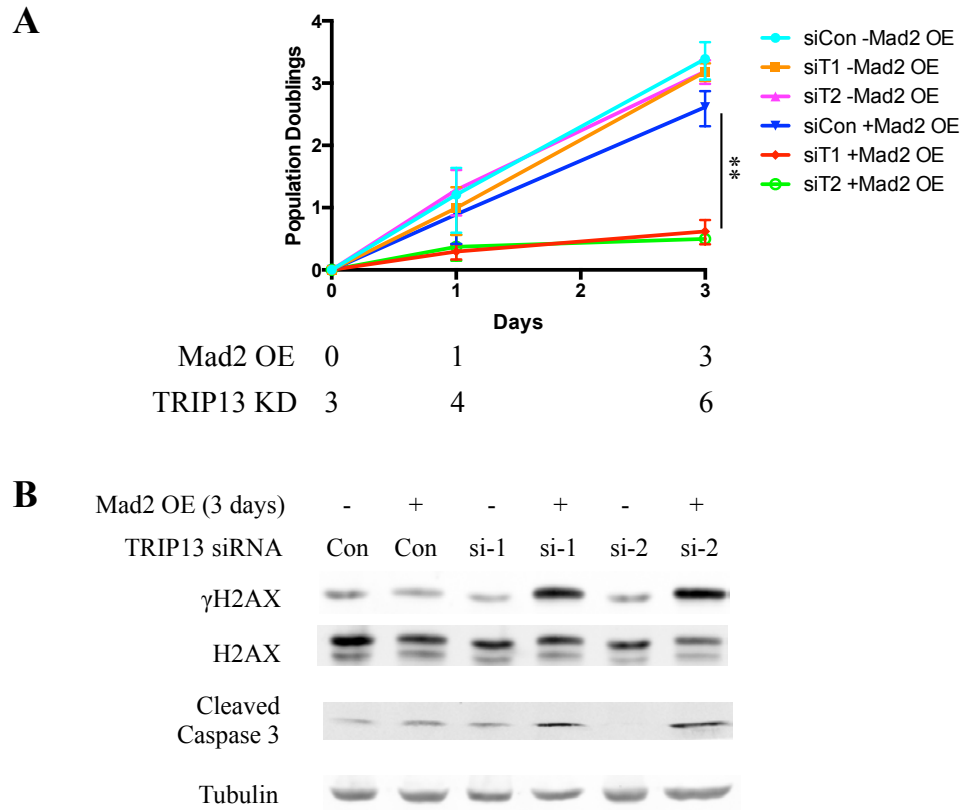 A
4
3
2
1
0
Population Doublings
0 1 2 3
Days
**
siCon -Mad2 OE
siT1 -Mad2 OE
siT2 -Mad2 OE
siCon +Mad2 OE
siT1 +Mad2 OE
siT2 +Mad2 OE
Mad2 OE 0 1 3
TRIP13 KD 3 4 6
B
Mad2 OE (3 days) - + - + - +
TRIP13 siRNA Con Con si-1 si-1 si-2 si-2
γH2AX
H2AX
Cleaved
Caspase 3
Tubulin